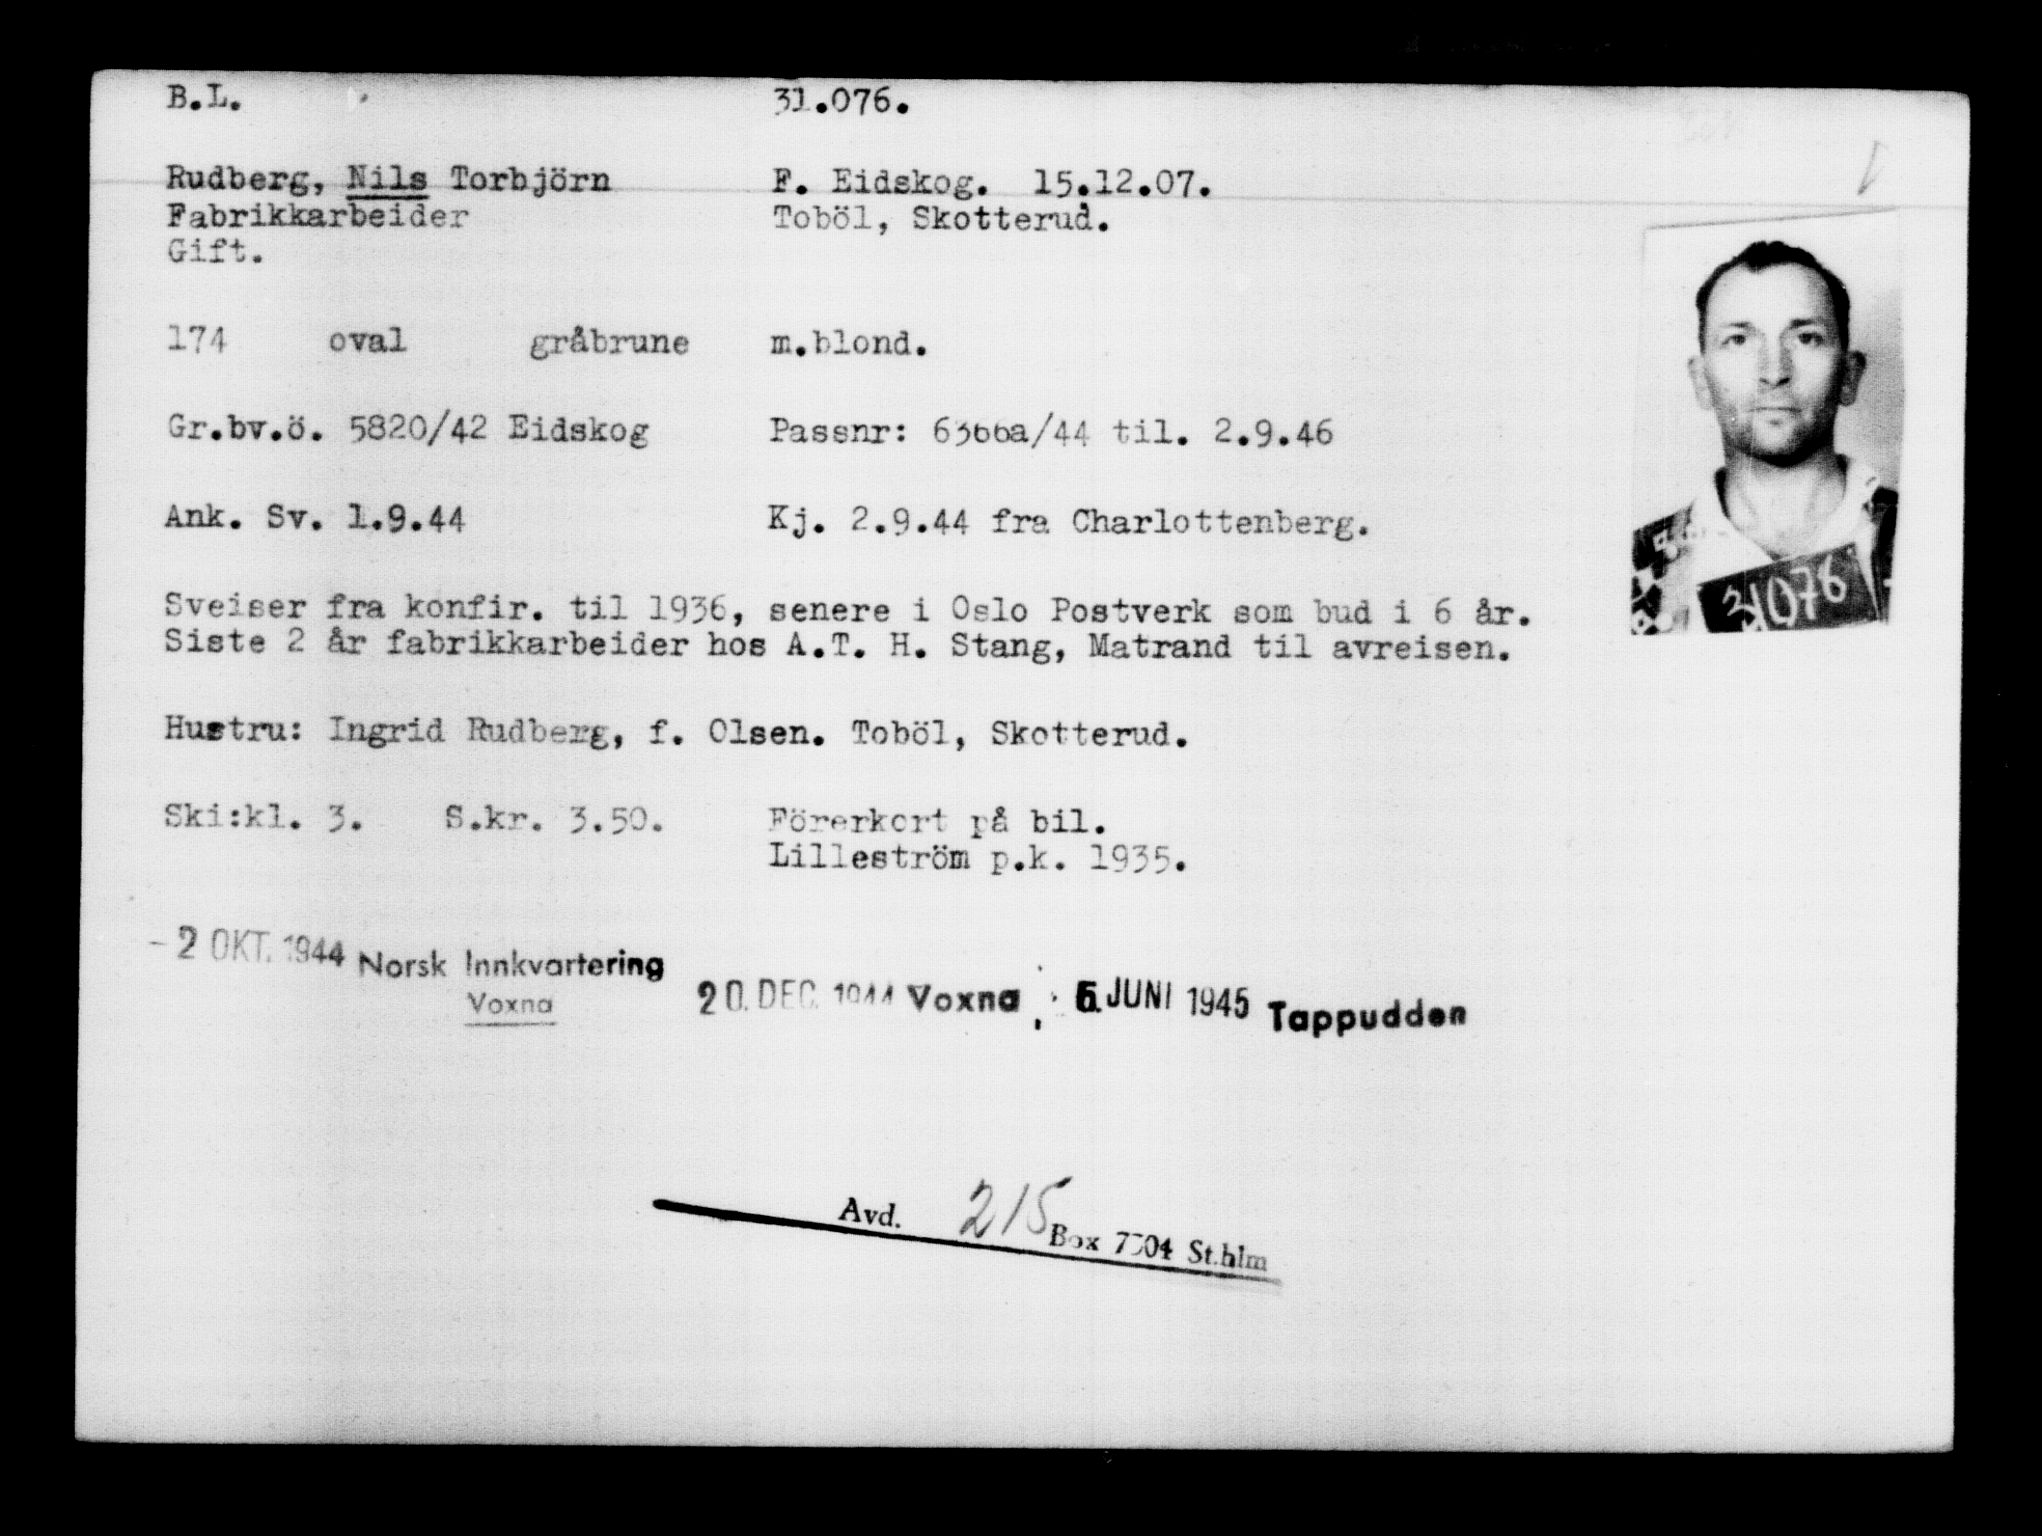 B.L. 31.076.
Rudberg, Nils Torbjörn F. Eidskog. 15.12.07.
Fabrikkarbeider Toböl, Skotterud.
Gift.
174 oval gråbrune m.blond.
Gr.bv.ö. 5820/42 Eidskog Passnr: 6366a/44 til. 2.9.46
Ank. Sv. 1.9.44 Kj. 2.9.44 fra Charlottenberg.
Sveiser fra konfir. til 1936, senere i Oslo Postverk som bud i 6 år.
Siste 2 år fabrikkarbeider hos A.T. H. Stang, Matrand til avreisen.
Hustru: Ingrid Rudberg, f. Olsen. Toböl, Skotterud.
Ski:kl. 3. S.kr. 3.50. Förerkort på bil.
Lilleström p.k. 1935.
- 2 OKT. 1944 Norsk Innkvartering
Voxna
20. DEC. 1944 Voxna JUNI 1945 Tappudden
Avd. 215 Box St.hlm
31076